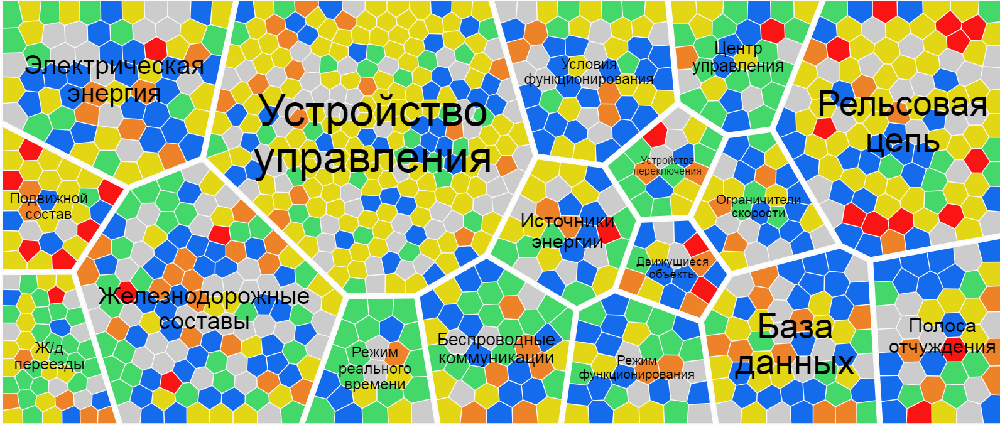 Электрическая
энергия
Устройство
управления
Условия
функционирования
Центр
управления
Рельсовая
цепь
Подвижной
состав
Устройства
переключения
Ограничители
скорости
Источники
энергии
Движущиеся
объекты
Железнодорожные
составы
Ж/д
переезды
Режим
реального
времени
Беспроводные
коммуникации
Режим
функционирования
База
данных
Полоса
отчуждения